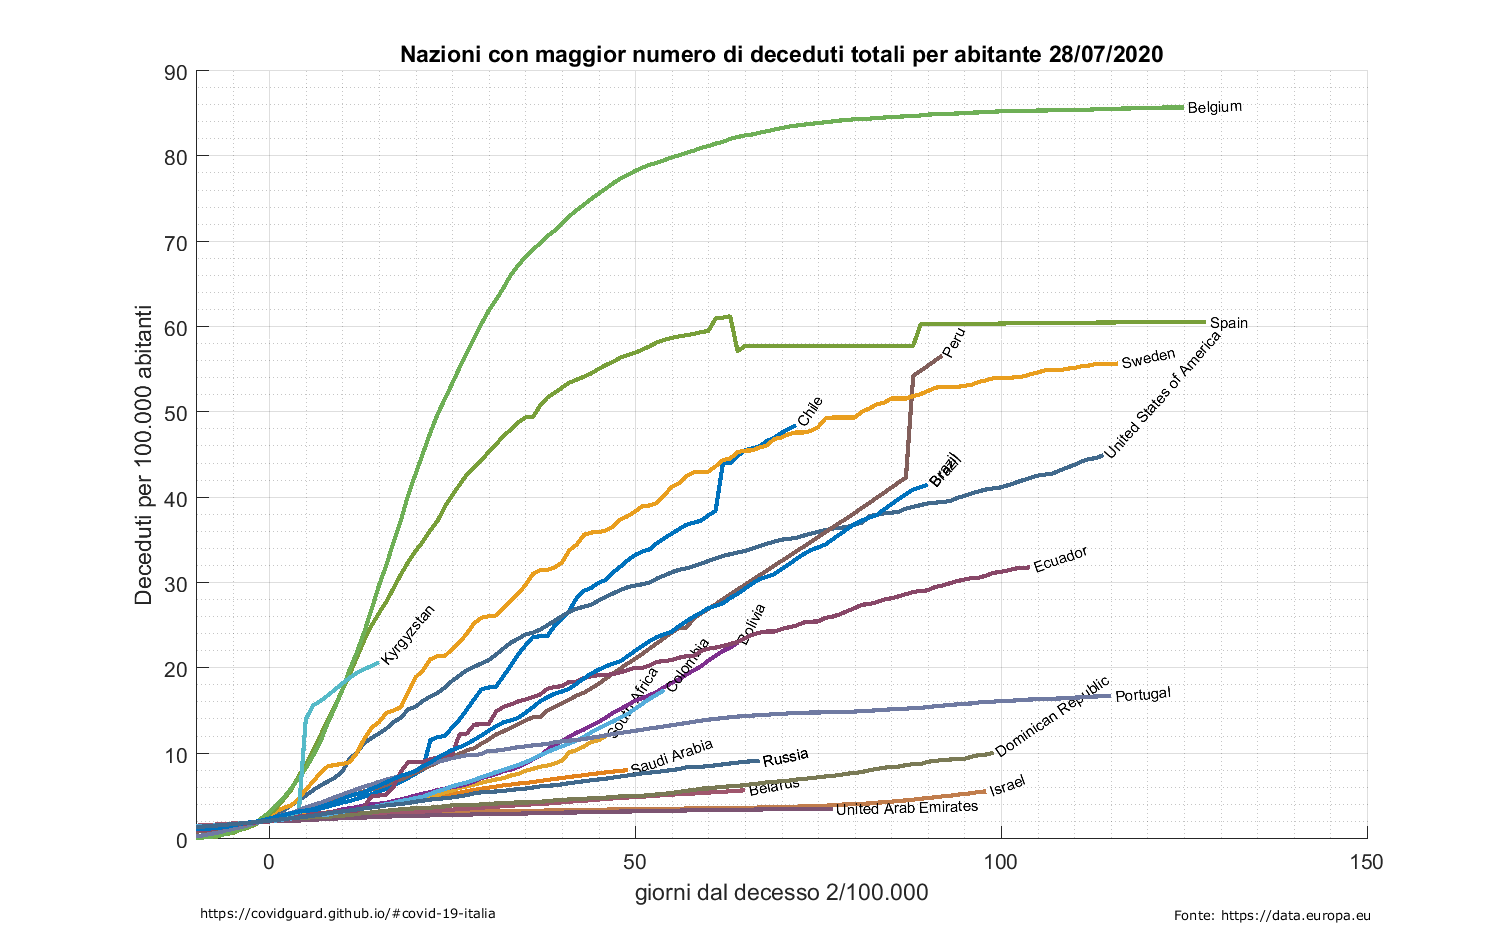 Nazioni con maggior numero di deceduti totali per abitante 28/07/2020
90
80
70
60
50
40
30
20
10
0
Deceduti per 100.000 abitanti
Belgium
Spain
Peru
Sweden
United States of America
Chile
Brazil
Brazil
Ecuador
Kyrgyzstan
Bolivia
Colombia
South Africa
Portugal
Dominican Republic
Saudi Arabia
Russia
Belarus
Israel
United Arab Emirates
0
50
100
150
giorni dal decesso 2/100.000
https://covidguard.github.io/#covid-19-italia
Fonte: https://data.europa.eu